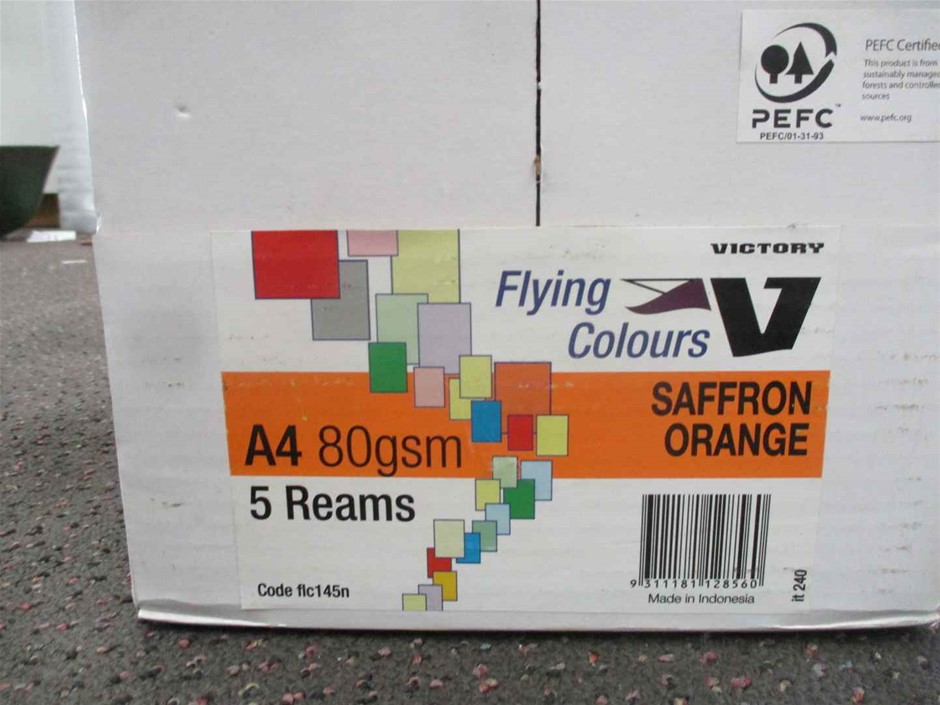 PEFC Certified
This product is from
sustainably managed
forests and controlled
sources
www.pefc.org
PEFC™
PEFC/01-31-93
VICTORY
Flying
Colours
V
SAFFRON
ORANGE
A4 80gsm
5 Reams
Code flc145n
9 311181 128560
Made in Indonesia
it 240